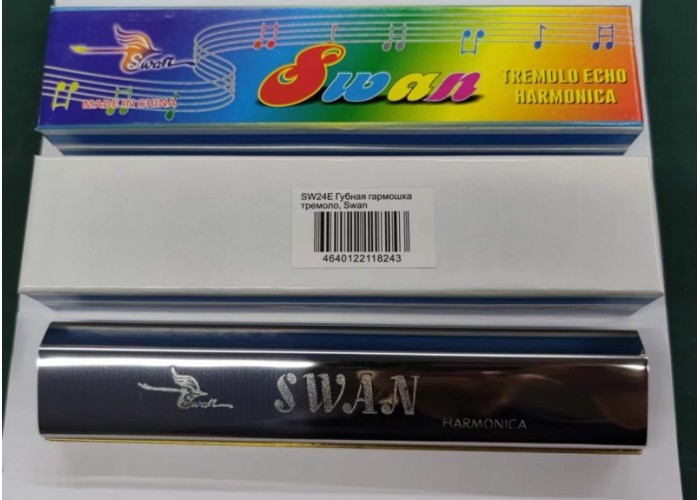 Swan
MADE IN CHINA
Swan
TREMOLO ECHO
HARMONICA
SW24E Губная гармошка
тремоло, Swan
4640122118243
Swan
SWAN
HARMONICA